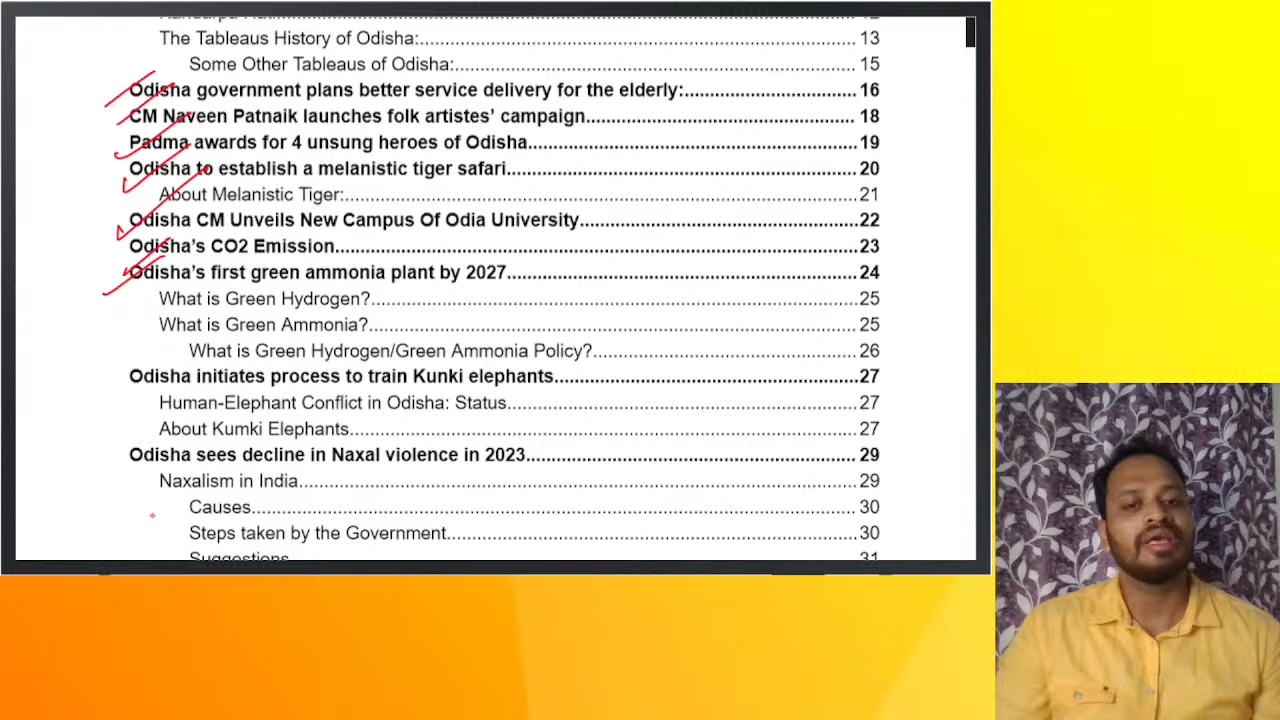 The Tableaus History of Odisha:........................................................................................ 13
Some Other Tableaus of Odisha:................................................................................ 15
Odisha government plans better service delivery for the elderly:.................................. 16
CM Naveen Patnaik launches folk artistes’ campaign...................................................... 18
Padma awards for 4 unsung heroes of Odisha.................................................................. 19
Odisha to establish a melanistic tiger safari...................................................................... 20
About Melanistic Tiger:...................................................................................................... 21
Odisha CM Unveils New Campus Of Odia University....................................................... 22
Odisha’s CO2 Emission........................................................................................................ 23
Odisha’s first green ammonia plant by 2027...................................................................... 24
What is Green Hydrogen?................................................................................................. 25
What is Green Ammonia?.................................................................................................. 25
What is Green Hydrogen/Green Ammonia Policy?..................................................... 26
Odisha initiates process to train Kunki elephants............................................................. 27
Human-Elephant Conflict in Odisha: Status...................................................................... 27
About Kumki Elephants...................................................................................................... 27
Odisha sees decline in Naxal violence in 2023.................................................................. 29
Naxalism in India................................................................................................................ 29
Causes........................................................................................................................... 30
Steps taken by the Government.................................................................................. 30
Suggestions.................................................................................................................... 31